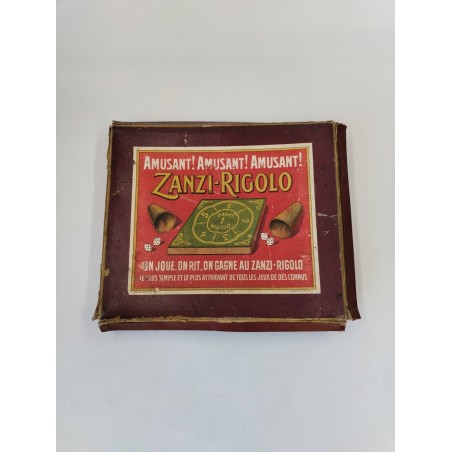 AMUSANT! AMUSANT! AMUSANT!
ZANZI-RIGOLO
ZANZI
1
RIGOLO
ON JOUE, ON RIT, ON GAGNE AU ZANZI-RIGOLO
LE PLUS SIMPLE ET LE PLUS ATTRAYANT DE TOUS LES JEUX DE DÉS CONNUS